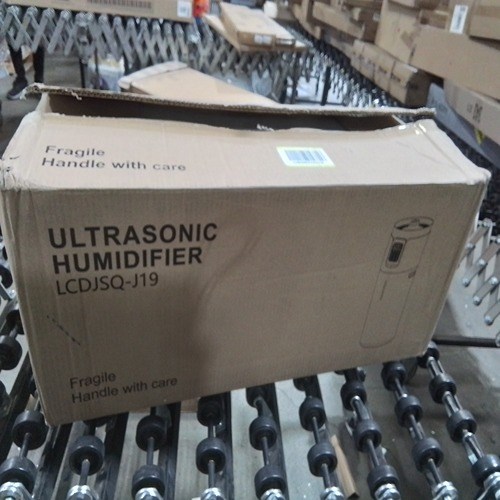 Fragile
Handle with care
ULTRASONIC
HUMIDIFIER
LCDJSQ-J19
Fragile
Handle with care